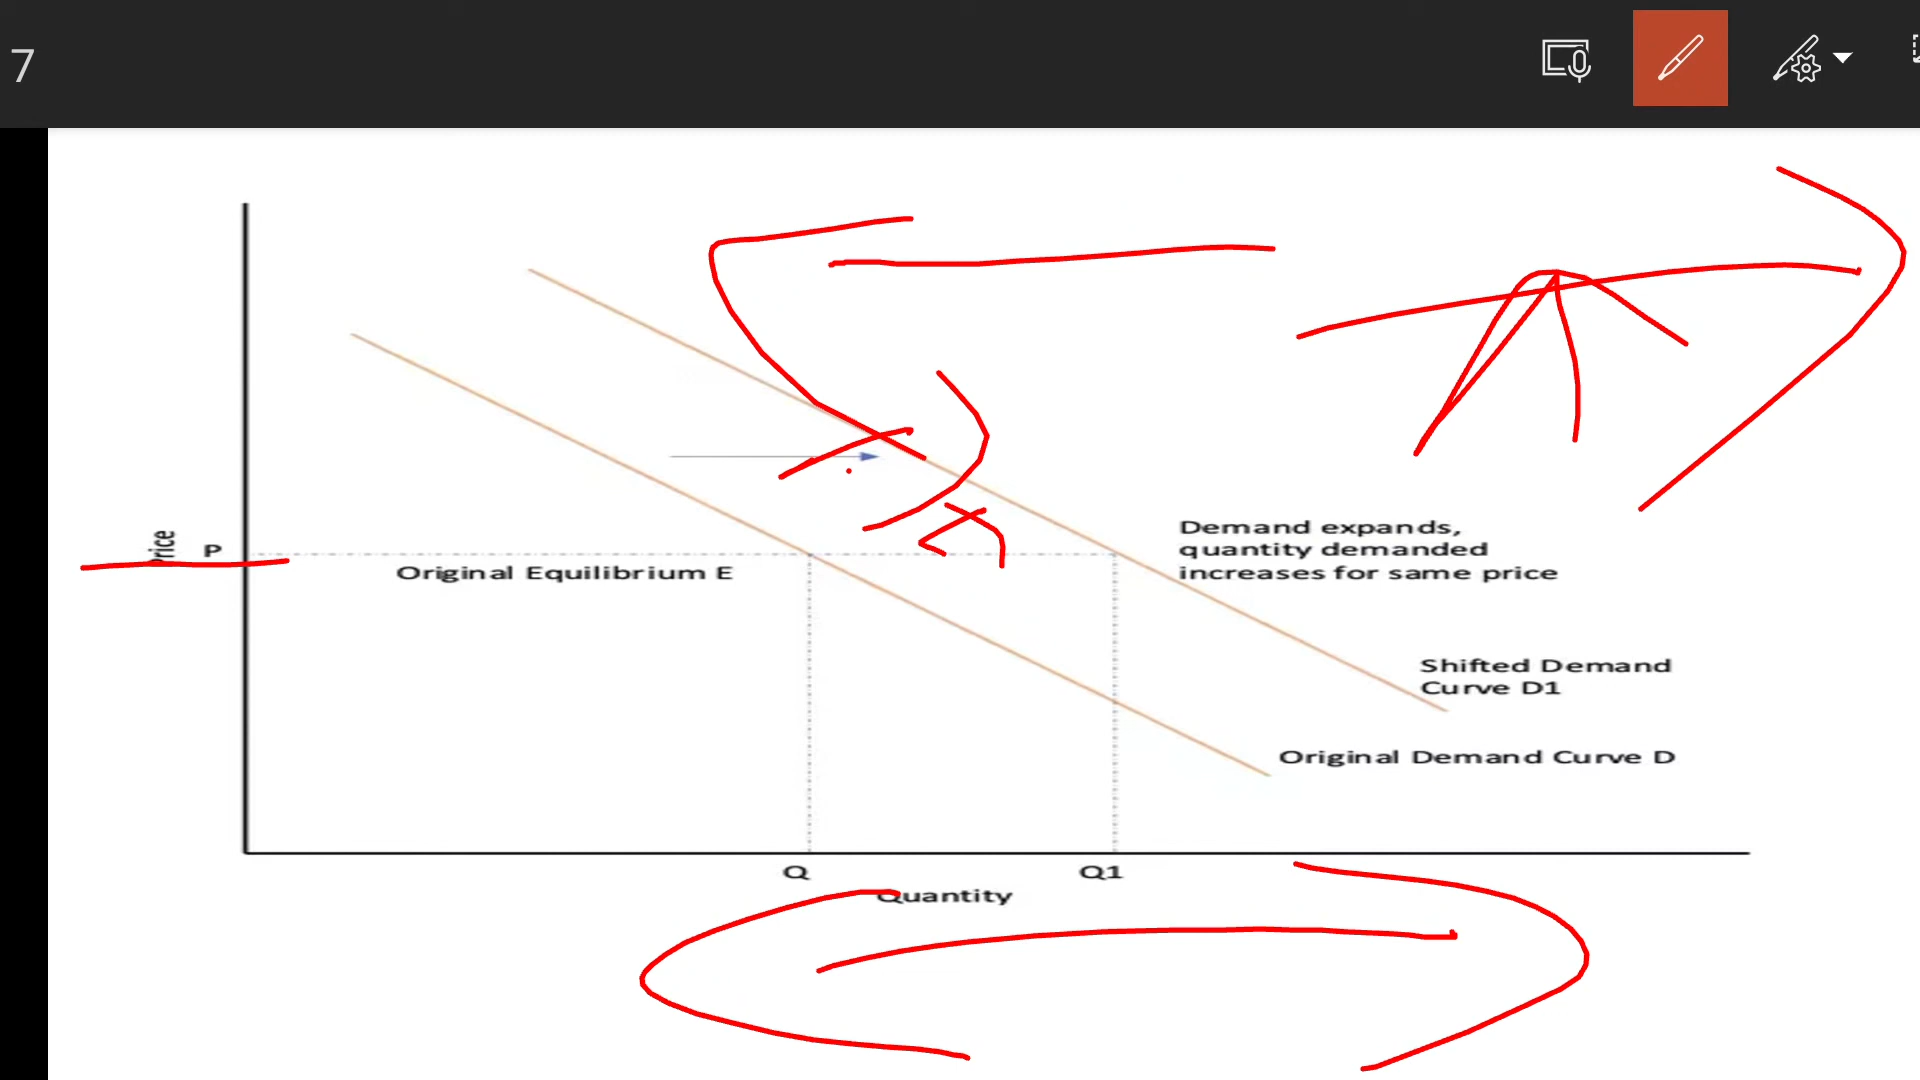 7
Price
P
Original Equilibrium E
Demand expands,
quantity demanded
increases for same price
Shifted Demand
Curve D1
Original Demand Curve D
Q
Q1
Quantity